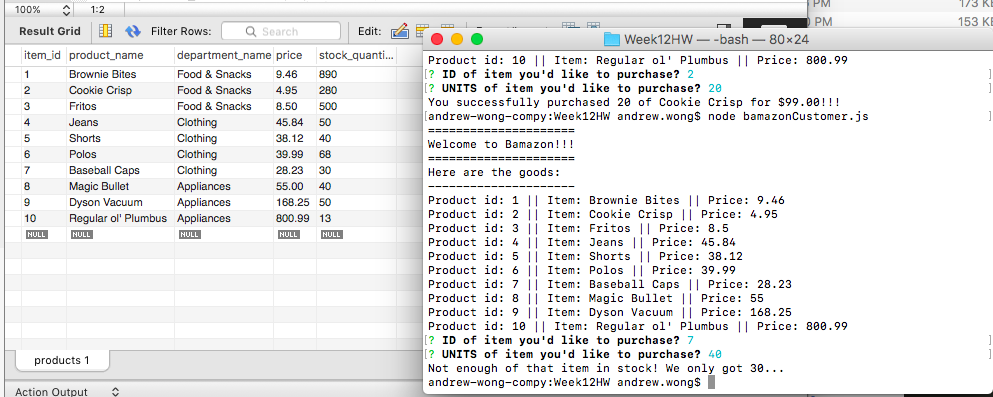 100% 1:2
Result Grid Filter Rows: Search Edit:
item_id product_name department_name price stock_quanti...
1 Brownie Bites Food & Snacks 9.46 890
2 Cookie Crisp Food & Snacks 4.95 280
3 Fritos Food & Snacks 8.50 500
4 Jeans Clothing 45.84 50
5 Shorts Clothing 38.12 40
6 Polos Clothing 39.99 68
7 Baseball Caps Clothing 28.23 30
8 Magic Bullet Appliances 55.00 40
9 Dyson Vacuum Appliances 168.25 50
10 Regular ol' Plumbus Appliances 800.99 13
NULL NULL NULL NULL NULL
products 1
Action Output
PM 173 KB
PM 153 KB
Week12HW — -bash — 80×24
Product id: 10 || Item: Regular ol' Plumbus || Price: 800.99
[? ID of item you'd like to purchase? 2 ]
[? UNITS of item you'd like to purchase? 20 ]
You successfully purchased 20 of Cookie Crisp for $99.00!!!
[andrew-wong-compy:Week12HW andrew.wong$ node bamazonCustomer.js ]
=====================
Welcome to Bamazon!!!
=====================
Here are the goods:
---------------------
Product id: 1 || Item: Brownie Bites || Price: 9.46
Product id: 2 || Item: Cookie Crisp || Price: 4.95
Product id: 3 || Item: Fritos || Price: 8.5
Product id: 4 || Item: Jeans || Price: 45.84
Product id: 5 || Item: Shorts || Price: 38.12
Product id: 6 || Item: Polos || Price: 39.99
Product id: 7 || Item: Baseball Caps || Price: 28.23
Product id: 8 || Item: Magic Bullet || Price: 55
Product id: 9 || Item: Dyson Vacuum || Price: 168.25
Product id: 10 || Item: Regular ol' Plumbus || Price: 800.99
[? ID of item you'd like to purchase? 7 ]
[? UNITS of item you'd like to purchase? 40 ]
Not enough of that item in stock! We only got 30...
andrew-wong-compy:Week12HW andrew.wong$